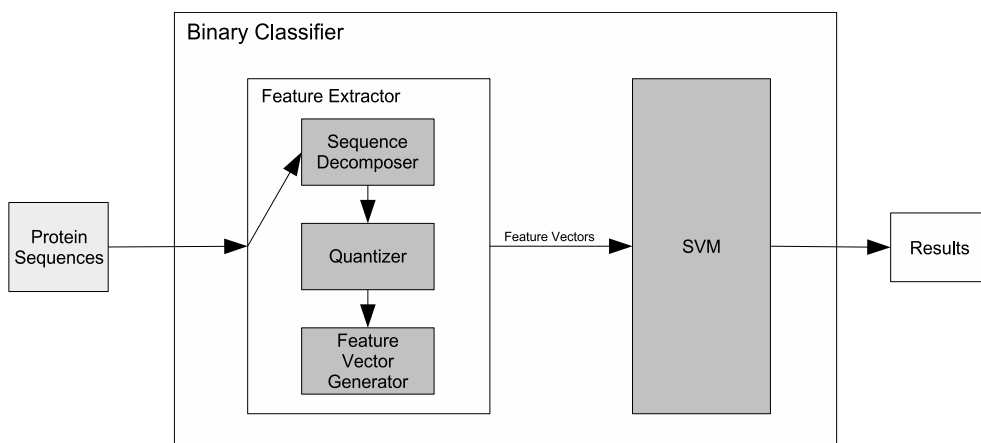 Binary Classifier
Feature Extractor
Sequence
Decomposer
Quantizer
Feature
Vector
Generator
Protein
Sequences
Feature Vectors
SVM
Results